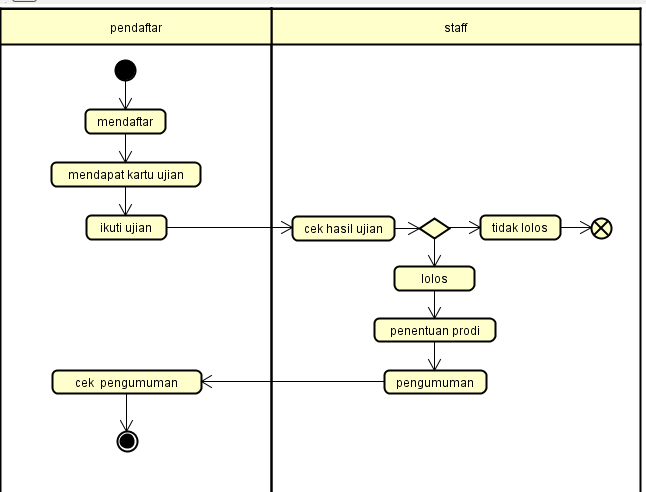 pendaftar
staff
mendaftar
mendapat kartu ujian
ikuti ujian
cek hasil ujian
tidak lolos
lolos
penentuan prodi
cek pengumuman
pengumuman